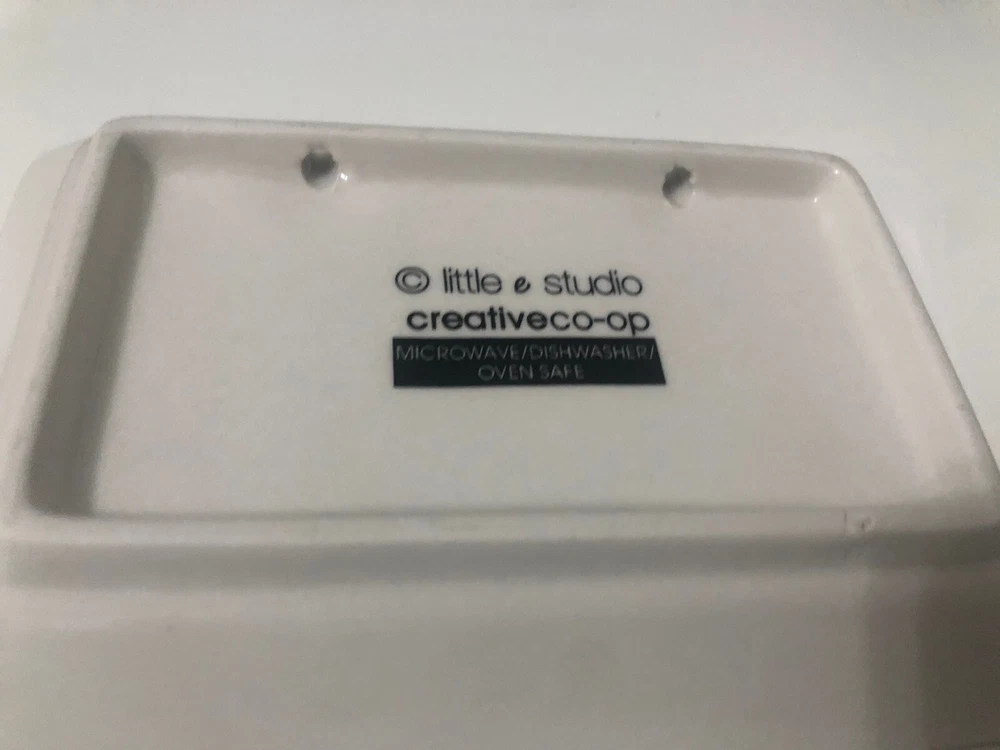 © little e studio
creativeco-op
MICROWAVE/DISHWASHER/
OVEN SAFE